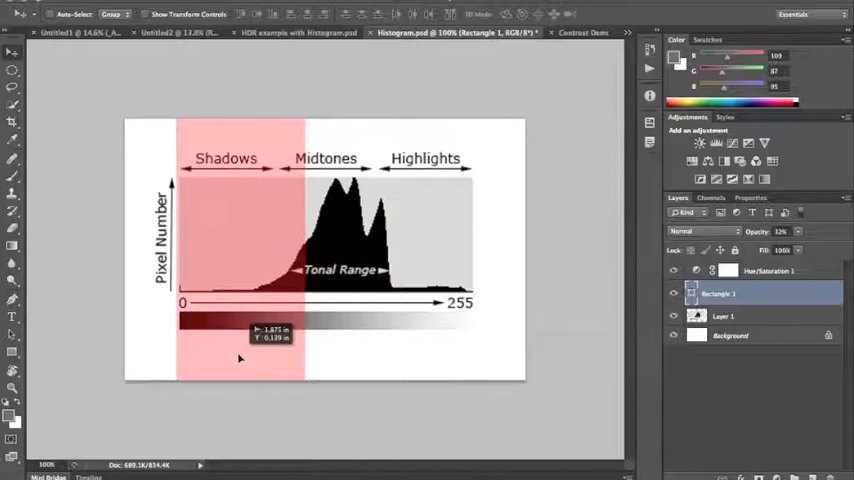 Auto-Select: Group Show Transform Controls 3D Mode: Essentials
Untitled1 @ 14.6% (_A... Untitled2 @ 13.8% (R... HDR example with Histogram.psd Histogram.psd @ 100% (Rectangle 1, RGB/8#) * Contrast Demo
Color Swatches
R 109
G 87
B 95
Adjustments Styles
Add an adjustment
Layers Channels Properties
Kind
Normal Opacity: 32%
Lock: Fill: 100%
Hue/Saturation 1
Rectangle 1
Layer 1
Background
Shadows Midtones Highlights
Pixel Number
Tonal Range
0 255
1.875 in
Y : 0.139 in
100% Doc: 689.1K/834.4K
Mini Bridge Timeline